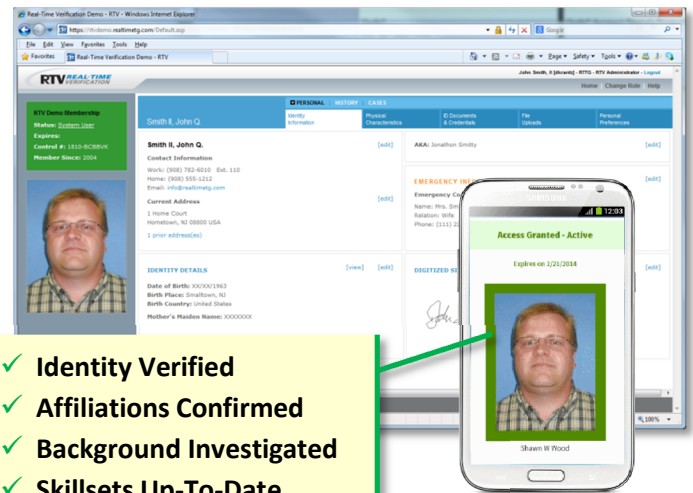 Real-Time Verification Demo - RTV - Windows Internet Explorer
https://rtvdemo.realtimetg.com/Default.asp
Google
File Edit View Favorites Tools Help
Favorites Real-Time Verification Demo - RTV
Page Safety Tools
RTV REAL-TIME VERIFICATION
John Smith, II [dbrantz] - RTTG - RTV Administrator - Logout
Home Change Role Help
PERSONAL HISTORY CASES
RTV Demo Membership
Status: System User
Expires:
Control #: 1810-BCBBVK
Member Since: 2004
Smith II, John Q.
Identity Information
Physical Characteristics
ID Documents & Credentials
File Uploads
Personal Preferences
Smith II, John Q. [edit]
Contact Information
Work: (908) 782-6010 Ext. 110
Home: (908) 555-1212
Email: info@realtimetg.com
Current Address [edit]
1 Home Court
Hometown, NJ 08800 USA
1 prior address(es)
AKA: Jonathon Smitty [edit]
EMERGENCY [edit]
Emergency
Name: Mrs.
Relation: Wife
Phone: (111)
IDENTITY DETAILS [view] [edit]
Date of Birth: XX/XX/1963
Birth Place: Smalltown, NJ
Birth Country: United States
Mother's Maiden Name: XXXXXXX
DIGITIZED [edit]
100%
SAMSUNG
12:03
Access Granted - Active
Expires on 2/21/2014
Shawn W Wood
✓ Identity Verified
✓ Affiliations Confirmed
✓ Background Investigated
✓ Skillsets Up-To-Date